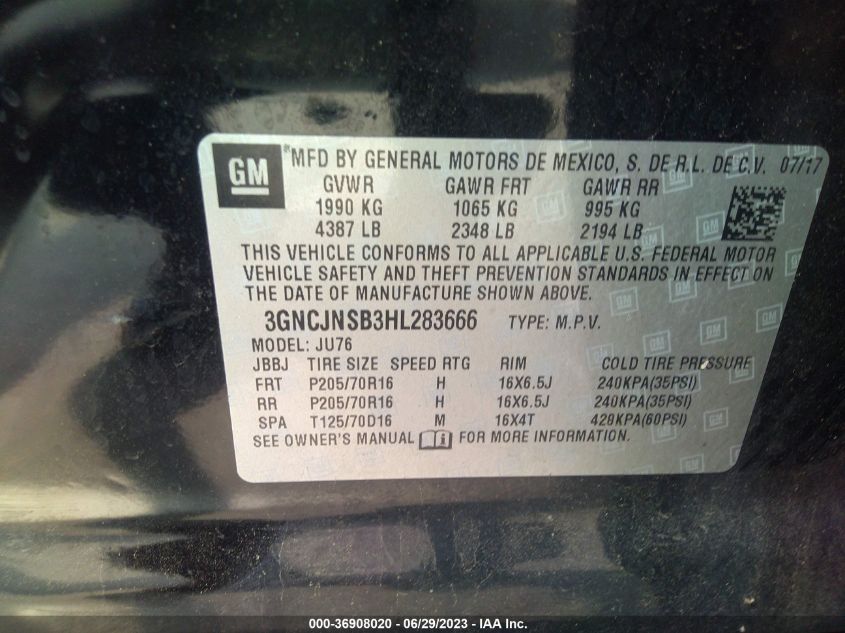 GM *MFD BY GENERAL MOTORS DE MEXICO, S. DE R.L. DE C.V. 07/17
GVWR GAWR FRT GAWR RR
1990 KG 1065 KG 995 KG
4387 LB 2348 LB 2194 LB
THIS VEHICLE CONFORMS TO ALL APPLICABLE U.S. FEDERAL MOTOR
VEHICLE SAFETY AND THEFT PREVENTION STANDARDS IN EFFECT ON
THE DATE OF MANUFACTURE SHOWN ABOVE.
3GNCJNSB3HL283666 TYPE: M.P.V.
MODEL: JU76
JBBJ TIRE SIZE SPEED RTG RIM COLD TIRE PRESSURE
FRT P205/70R16 H 16X6.5J 240KPA(35PSI)
RR P205/70R16 H 16X6.5J 240KPA(35PSI)
SPA T125/70D16 M 16X4T 420KPA(60PSI)
SEE OWNER'S MANUAL FOR MORE INFORMATION.
000-36908020 - 06/29/2023 - IAA Inc.